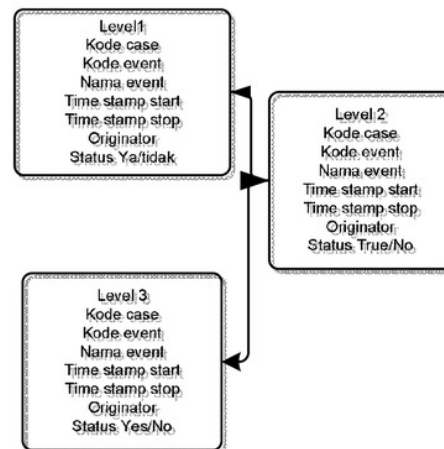 Level1
Kode case
Kode event
Nama event
Time stamp start
Time stamp stop
Originator
Status Ya/tidak
Level 2
Kode case
Kode event
Nama event
Time stamp start
Time stamp stop
Originator
Status True/No
Level 3
Kode case
Kode event
Nama event
Time stamp start
Time stamp stop
Originator
Status Yes/No